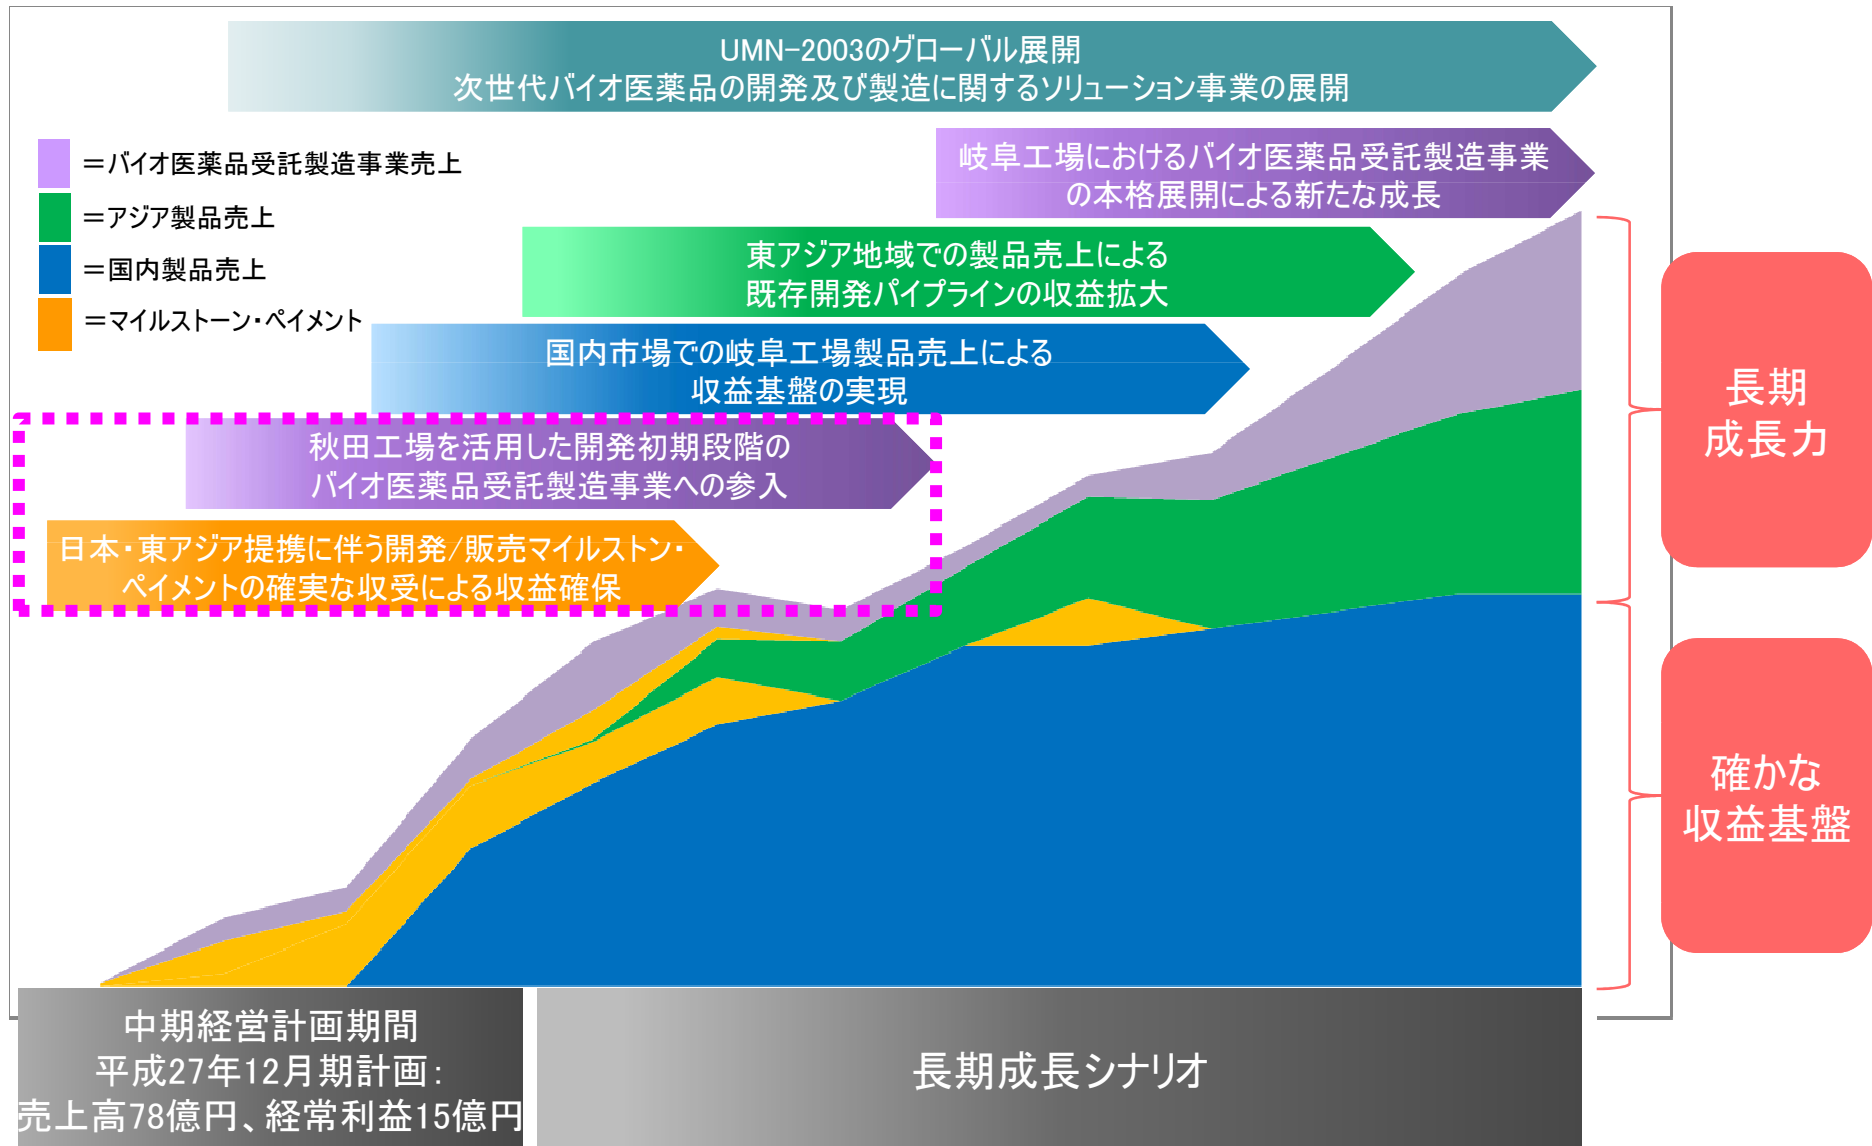 UMN-2003のグローバル展開
次世代バイオ医薬品の開発及び製造に関するソリューション事業の展開
＝バイオ医薬品受託製造事業売上
＝アジア製品売上
＝国内製品売上
＝マイルストーン・ペイメント
岐阜工場におけるバイオ医薬品受託製造事業
の本格展開による新たな成長
東アジア地域での製品売上による
既存開発パイプラインの収益拡大
国内市場での岐阜工場製品売上による
収益基盤の実現
秋田工場を活用した開発初期段階の
バイオ医薬品受託製造事業への参入
日本・東アジア提携に伴う開発/販売マイルストン・
ペイメントの確実な収受による収益確保
長期
成長力
確かな
収益基盤
中期経営計画期間
平成27年12月期計画：
売上高78億円、経常利益15億円
長期成長シナリオ